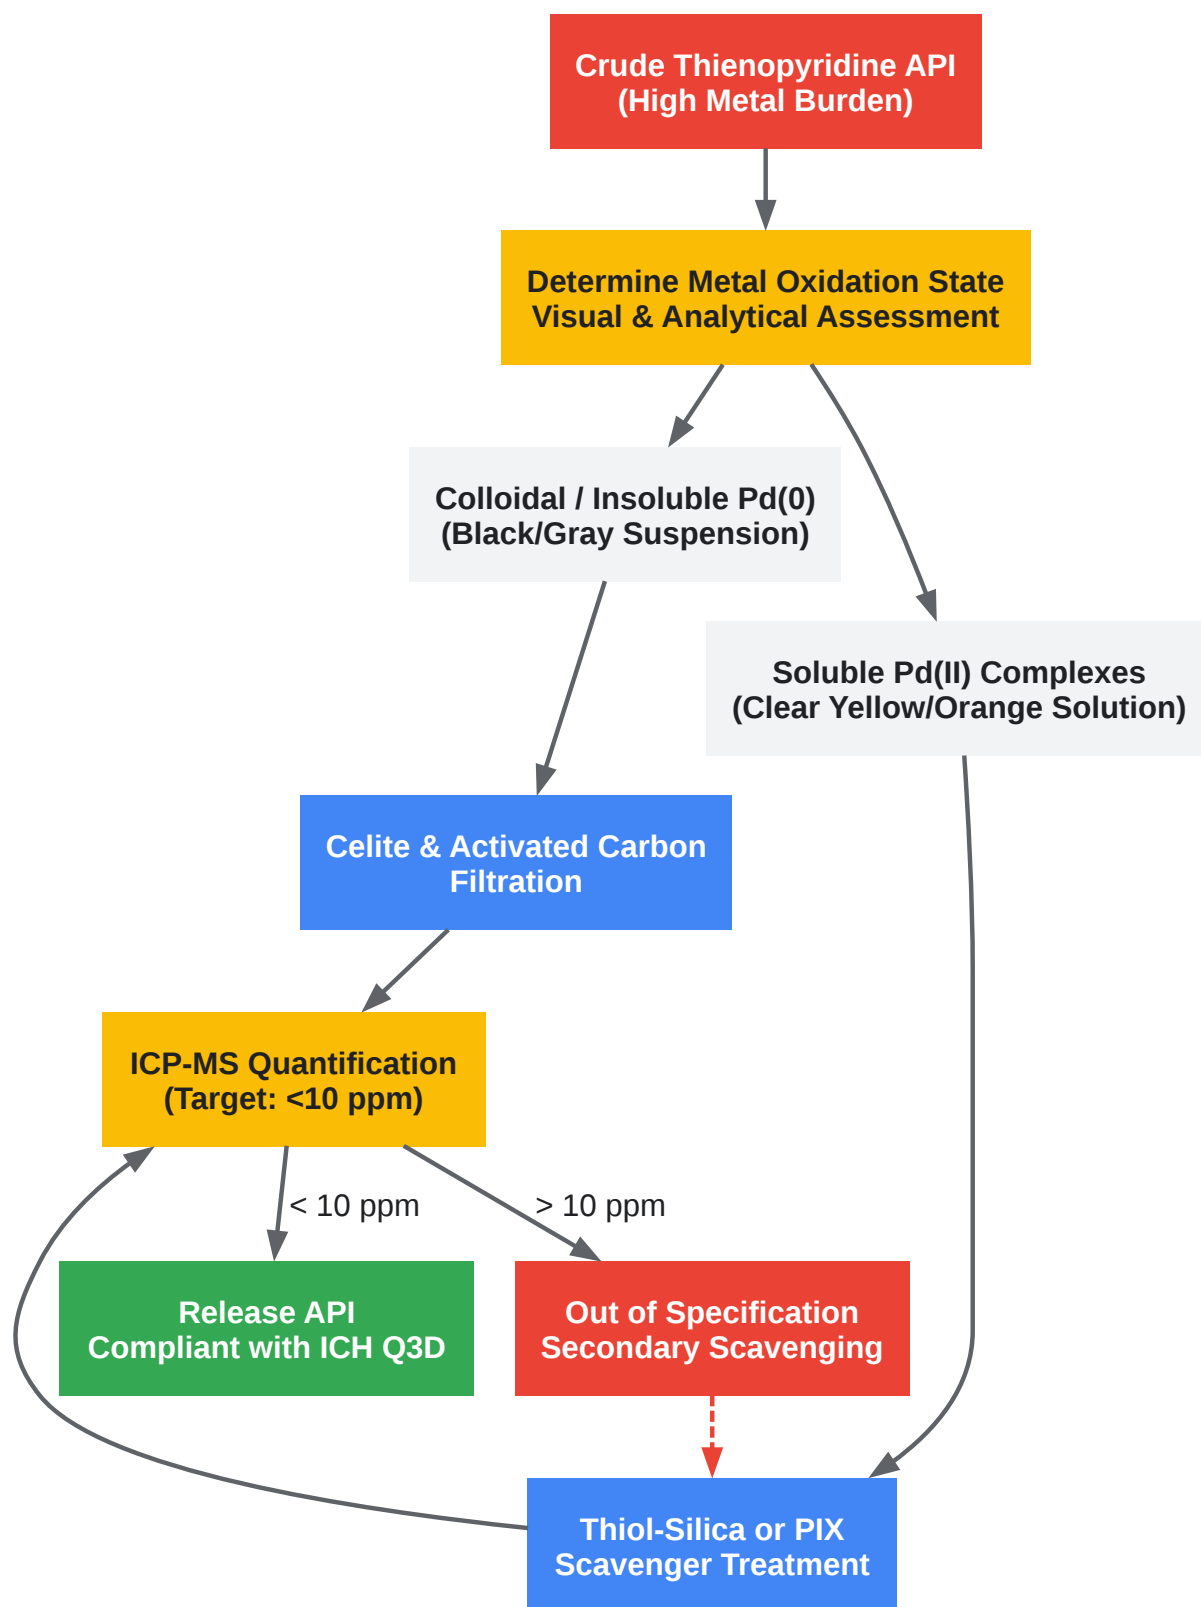 Crude Thienopyridine API
(High Metal Burden)
Determine Metal Oxidation State
Visual & Analytical Assessment
Colloidal / Insoluble Pd(0)
(Black/Gray Suspension)
Soluble Pd(II) Complexes
(Clear Yellow/Orange Solution)
Celite & Activated Carbon
Filtration
ICP-MS Quantification
(Target: <10 ppm)
< 10 ppm
> 10 ppm
Release API
Compliant with ICH Q3D
Out of Specification
Secondary Scavenging
Thiol-Silica or PIX
Scavenger Treatment